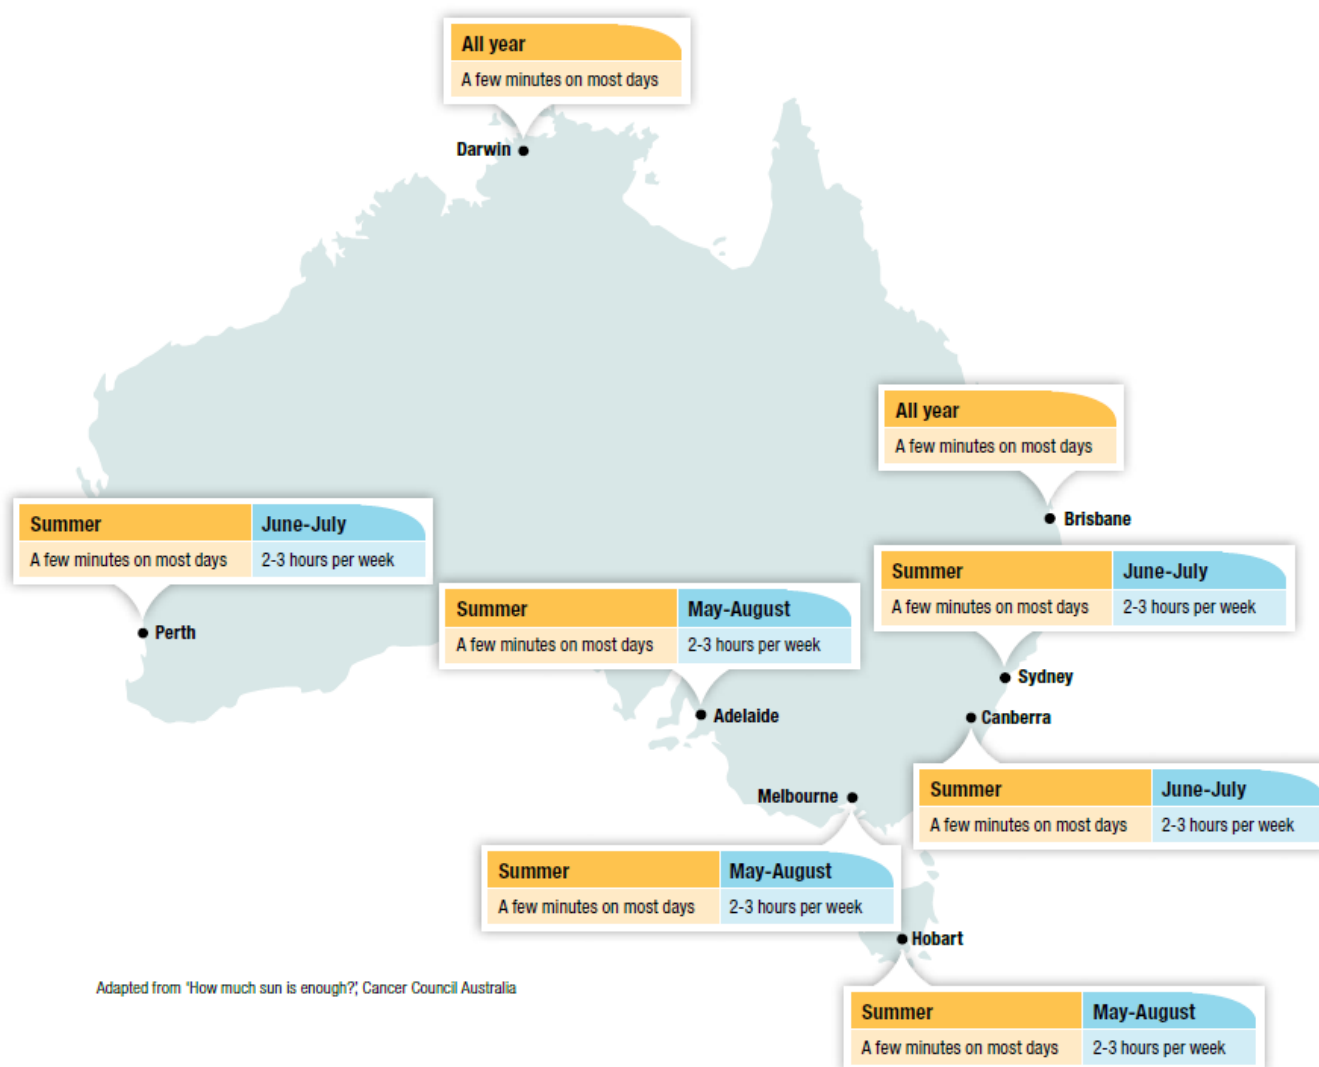 All year
A few minutes on most days
Darwin
All year
A few minutes on most days
Brisbane
Summer June-July
A few minutes on most days 2-3 hours per week
Perth
Summer June-July
A few minutes on most days 2-3 hours per week
Sydney
Summer May-August
A few minutes on most days 2-3 hours per week
Adelaide
Canberra
Summer June-July
A few minutes on most days 2-3 hours per week
Melbourne
Summer May-August
A few minutes on most days 2-3 hours per week
Hobart
Summer May-August
A few minutes on most days 2-3 hours per week
Adapted from 'How much sun is enough?', Cancer Council Australia